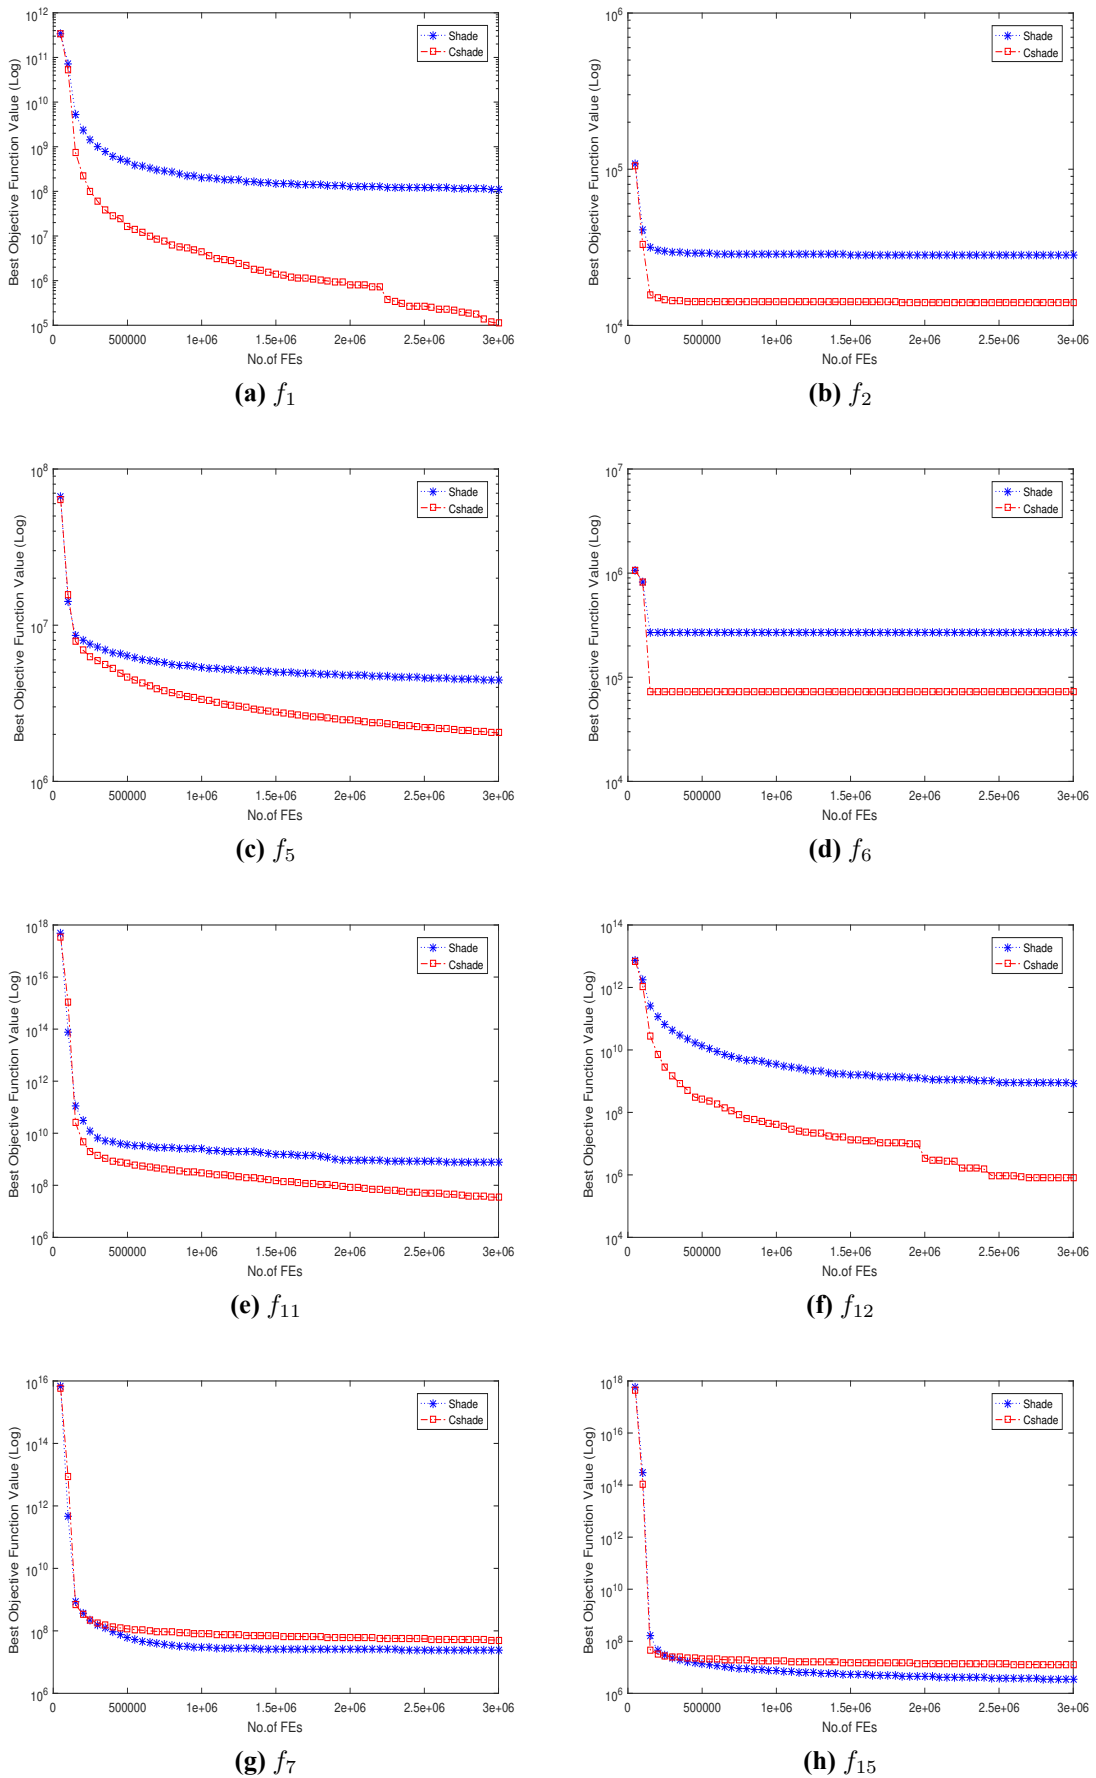 Best Objective Function Value (Log)
10^12
10^11
10^10
10^9
10^8
10^7
10^6
10^5
0 500000 1e+06 1.5e+06 2e+06 2.5e+06 3e+06
No.of FEs
Shade
Cshade
(a) f_1
Best Objective Function Value (Log)
10^6
10^5
10^4
0 500000 1e+06 1.5e+06 2e+06 2.5e+06 3e+06
No.of FEs
Shade
Cshade
(b) f_2
Best Objective Function Value (Log)
10^8
10^7
10^6
0 500000 1e+06 1.5e+06 2e+06 2.5e+06 3e+06
No.of FEs
Shade
Cshade
(c) f_5
Best Objective Function Value (Log)
10^7
10^6
10^5
10^4
0 500000 1e+06 1.5e+06 2e+06 2.5e+06 3e+06
No.of FEs
Shade
Cshade
(d) f_6
Best Objective Function Value (Log)
10^18
10^16
10^14
10^12
10^10
10^8
10^6
0 500000 1e+06 1.5e+06 2e+06 2.5e+06 3e+06
No.of FEs
Shade
Cshade
(e) f_11
Best Objective Function Value (Log)
10^14
10^12
10^10
10^8
10^6
10^4
0 500000 1e+06 1.5e+06 2e+06 2.5e+06 3e+06
No.of FEs
Shade
Cshade
(f) f_12
Best Objective Function Value (Log)
10^16
10^14
10^12
10^10
10^8
10^6
0 500000 1e+06 1.5e+06 2e+06 2.5e+06 3e+06
No.of FEs
Shade
Cshade
(g) f_7
Best Objective Function Value (Log)
10^18
10^16
10^14
10^12
10^10
10^8
10^6
0 500000 1e+06 1.5e+06 2e+06 2.5e+06 3e+06
No.of FEs
Shade
Cshade
(h) f_15